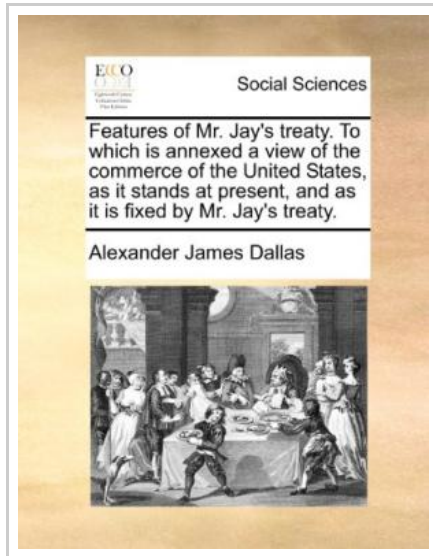 ECCO
Social Sciences
Features of Mr. Jay's treaty. To
which is annexed a view of the
commerce of the United States,
as it stands at present, and as
it is fixed by Mr. Jay's treaty.
Alexander James Dallas